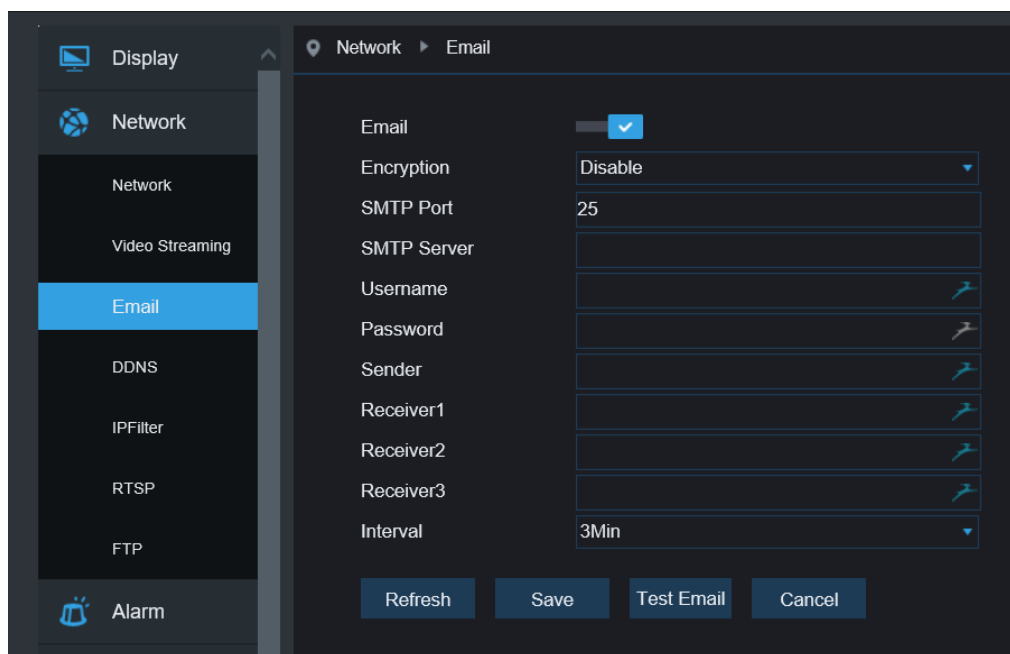 Display
Network
Network
Video Streaming
Email
DDNS
IPFilter
RTSP
FTP
Alarm
Network Email
Email
Encryption Disable
SMTP Port 25
SMTP Server
Username
Password
Sender
Receiver1
Receiver2
Receiver3
Interval 3Min
Refresh Save Test Email Cancel